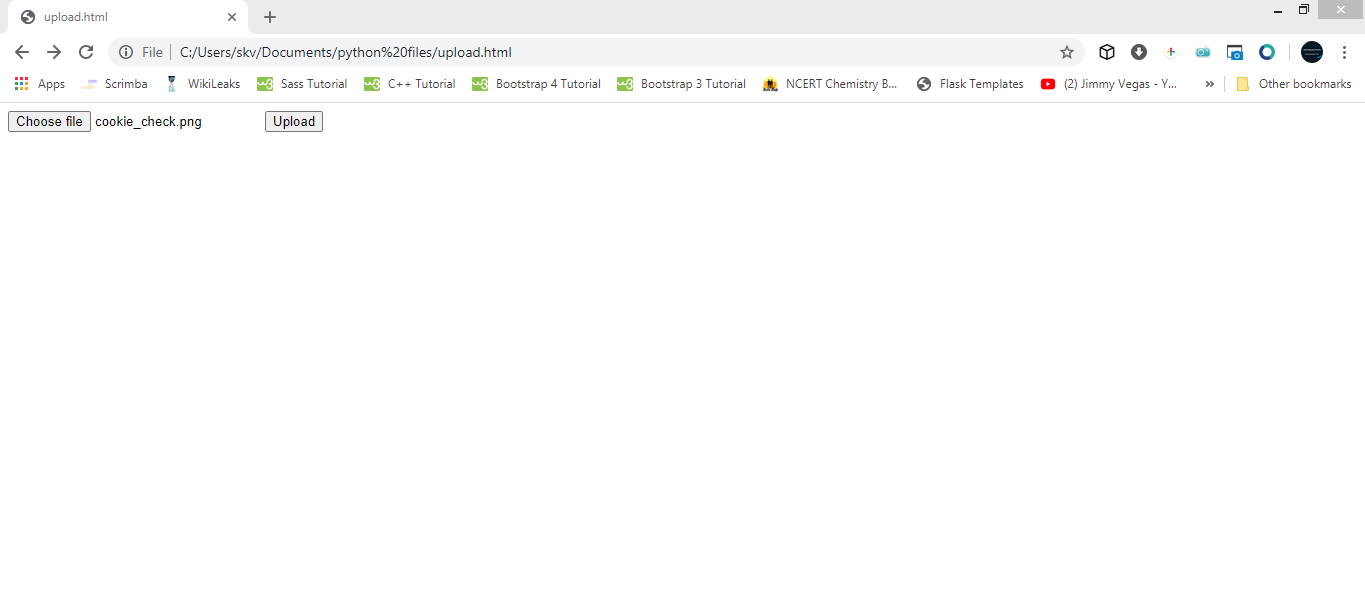 upload.html
File C:/Users/skv/Documents/python%20files/upload.html
Apps Scrimba WikiLeaks Sass Tutorial C++ Tutorial Bootstrap 4 Tutorial Bootstrap 3 Tutorial NCERT Chemistry B... Flask Templates (2) Jimmy Vegas - Y... » Other bookmarks
Choose file cookie_check.png Upload